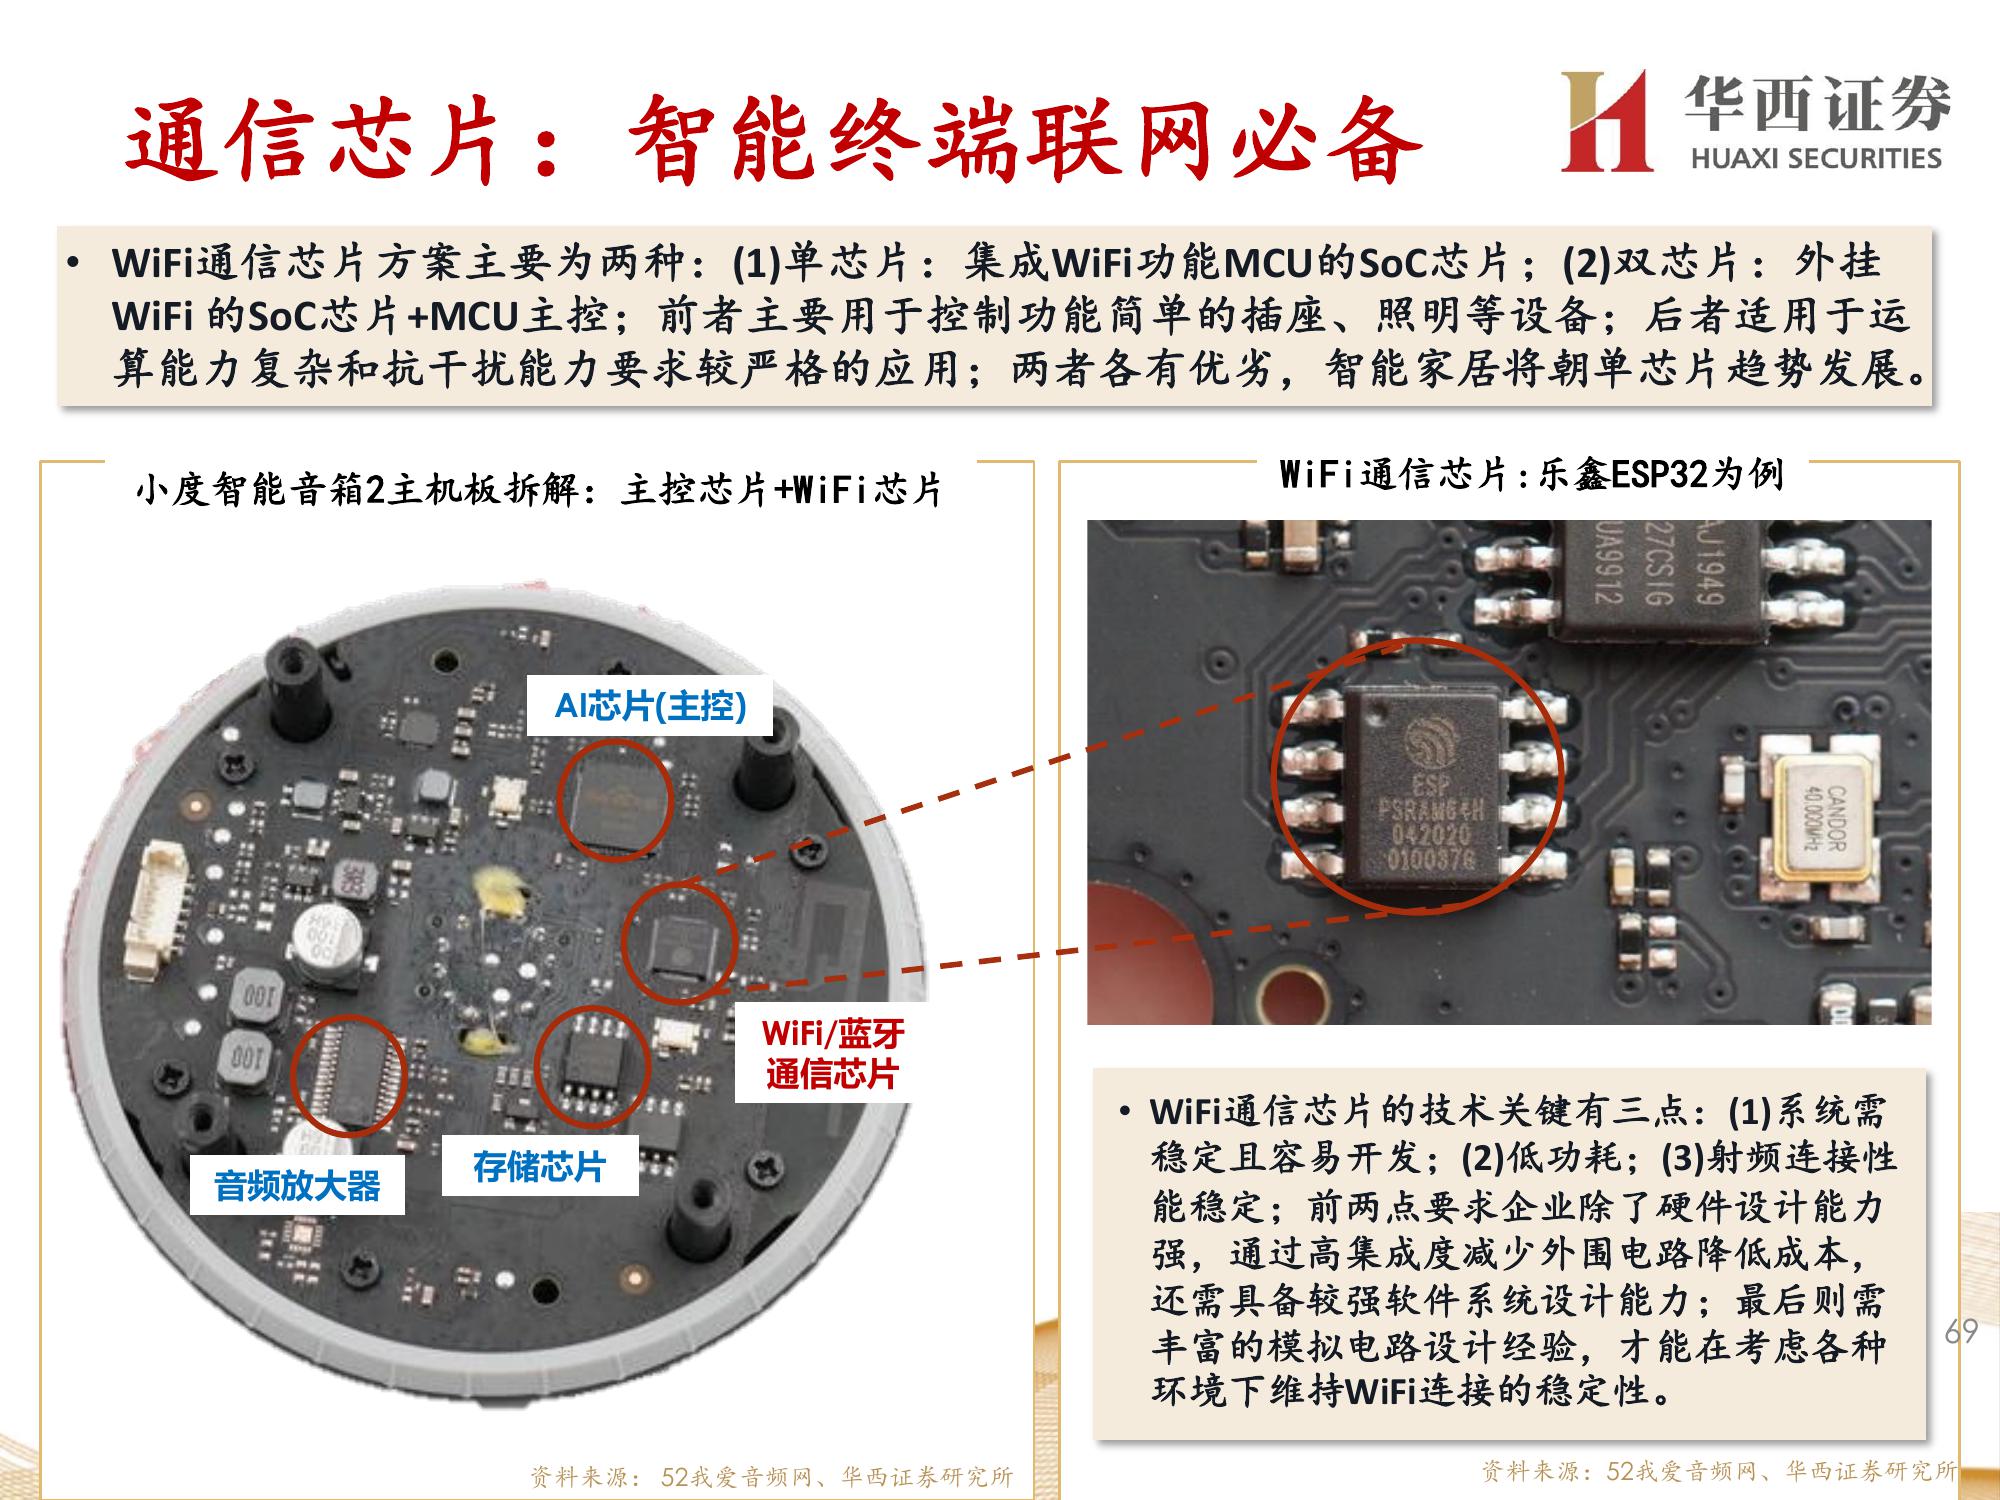 通信芯片：智能终端联网必备
华西证券
HUAXI SECURITIES
• WiFi通信芯片方案主要为两种：(1)单芯片：集成WiFi功能MCU的SoC芯片；(2)双芯片：外挂
WiFi 的SoC芯片+MCU主控；前者主要用于控制功能简单的插座、照明等设备；后者适用于运
算能力复杂和抗干扰能力要求较严格的应用；两者各有优劣，智能家居将朝单芯片趋势发展。
小度智能音箱2主机板拆解：主控芯片+WiFi芯片
AI芯片(主控)
WiFi/蓝牙
通信芯片
存储芯片
音频放大器
100
100
资料来源： 52我爱音频网、华西证券研究所
WiFi通信芯片:乐鑫ESP32为例
AJ1949
27CSIG
UA9912
ESP
PSRAM64H
042020
010037G
CANDOR
40.000MHz
• WiFi通信芯片的技术关键有三点：(1)系统需
稳定且容易开发；(2)低功耗；(3)射频连接性
能稳定；前两点要求企业除了硬件设计能力
强，通过高集成度减少外围电路降低成本，
还需具备较强软件系统设计能力；最后则需
丰富的模拟电路设计经验，才能在考虑各种
环境下维持WiFi连接的稳定性。
69
资料来源：52我爱音频网、华西证券研究所